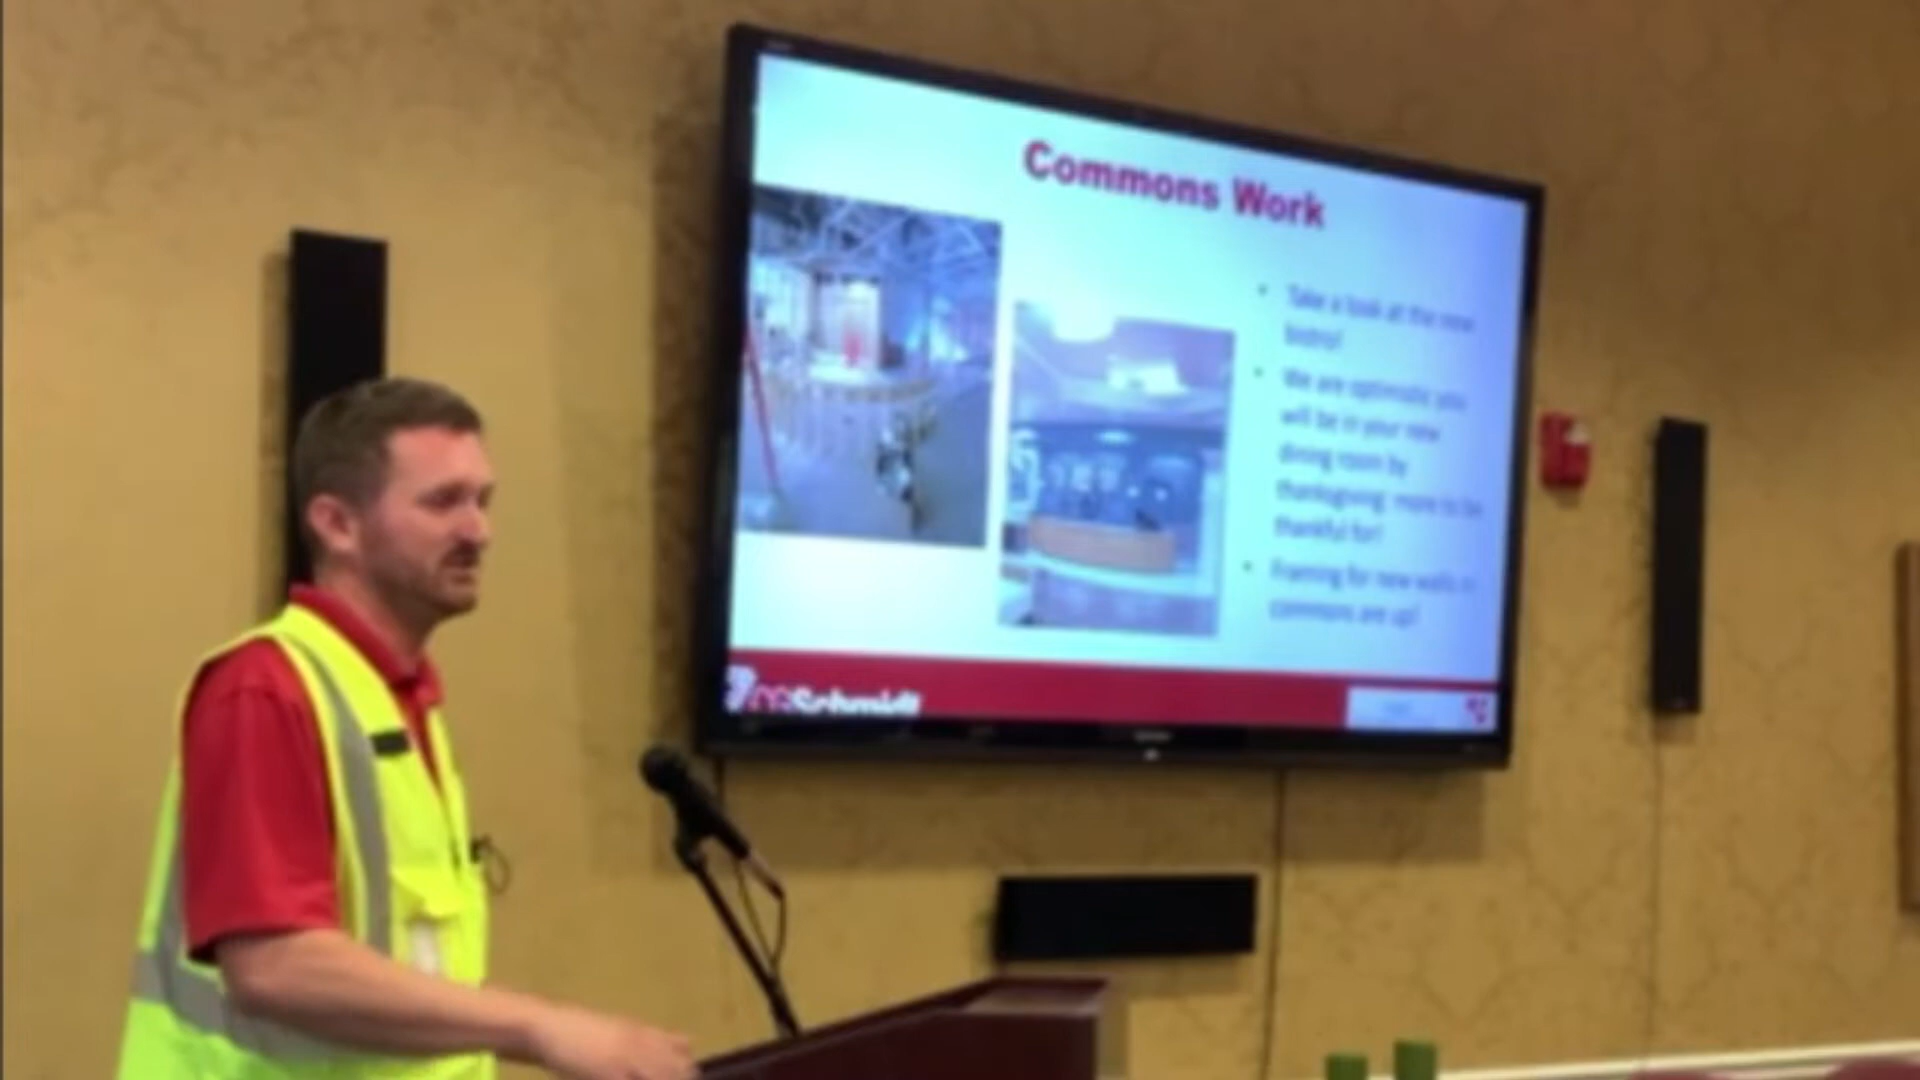 Commons Work
Take a look at the new
bistro!
We are optimistic you
will be in your new
dining room by
thanksgiving: more to be
thankful for!
Framing for new walls in
commons are up!
Schmidt